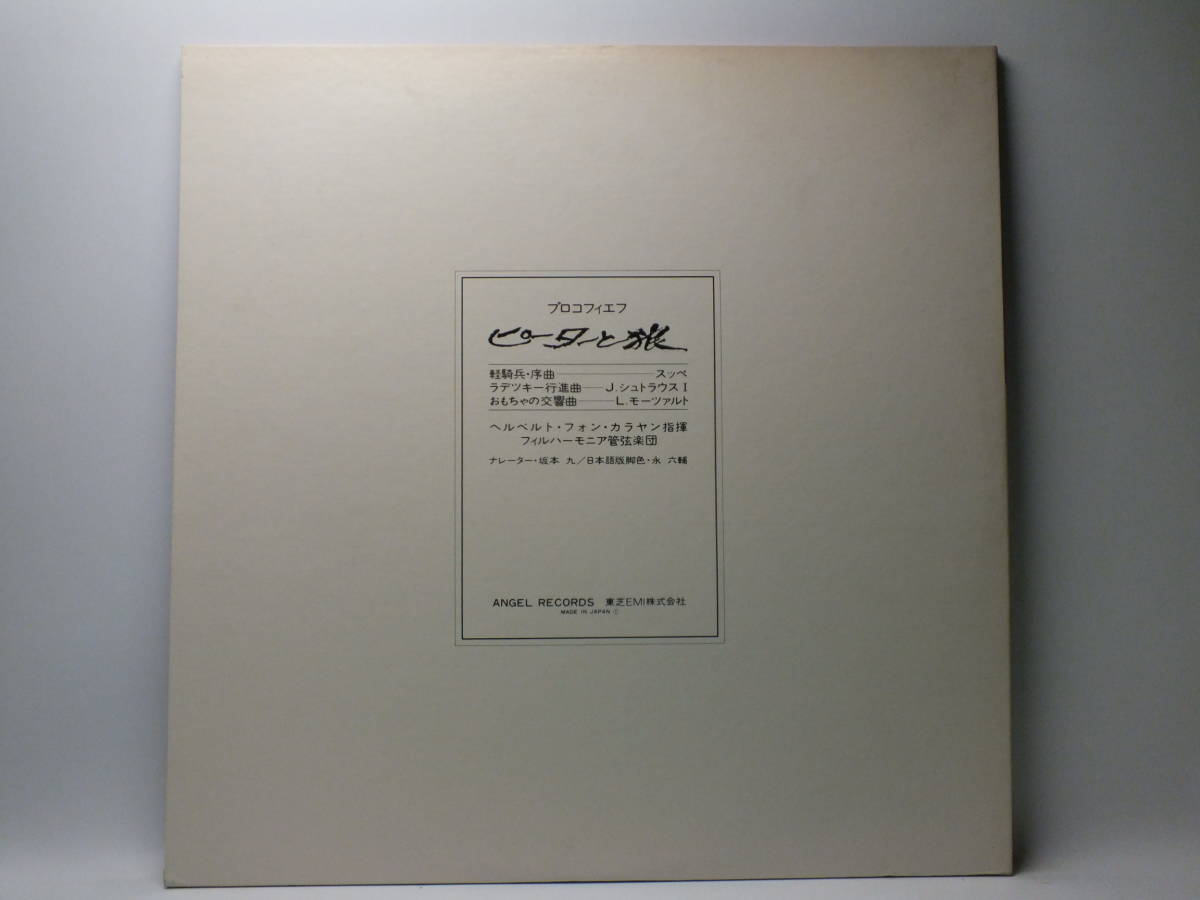 プロコフィエフ
ピーターと狼
軽騎兵・序曲――――スッペ
ラデツキー行進曲――J.シュトラウスⅠ
おもちゃの交響曲――L.モーツァルト
ヘルベルト・フォン・カラヤン指揮
フィルハーモニア管弦楽団
ナレーター・坂本 九／日本語版脚色・永 六輔
ANGEL RECORDS 東芝EMI株式会社
MADE IN JAPAN